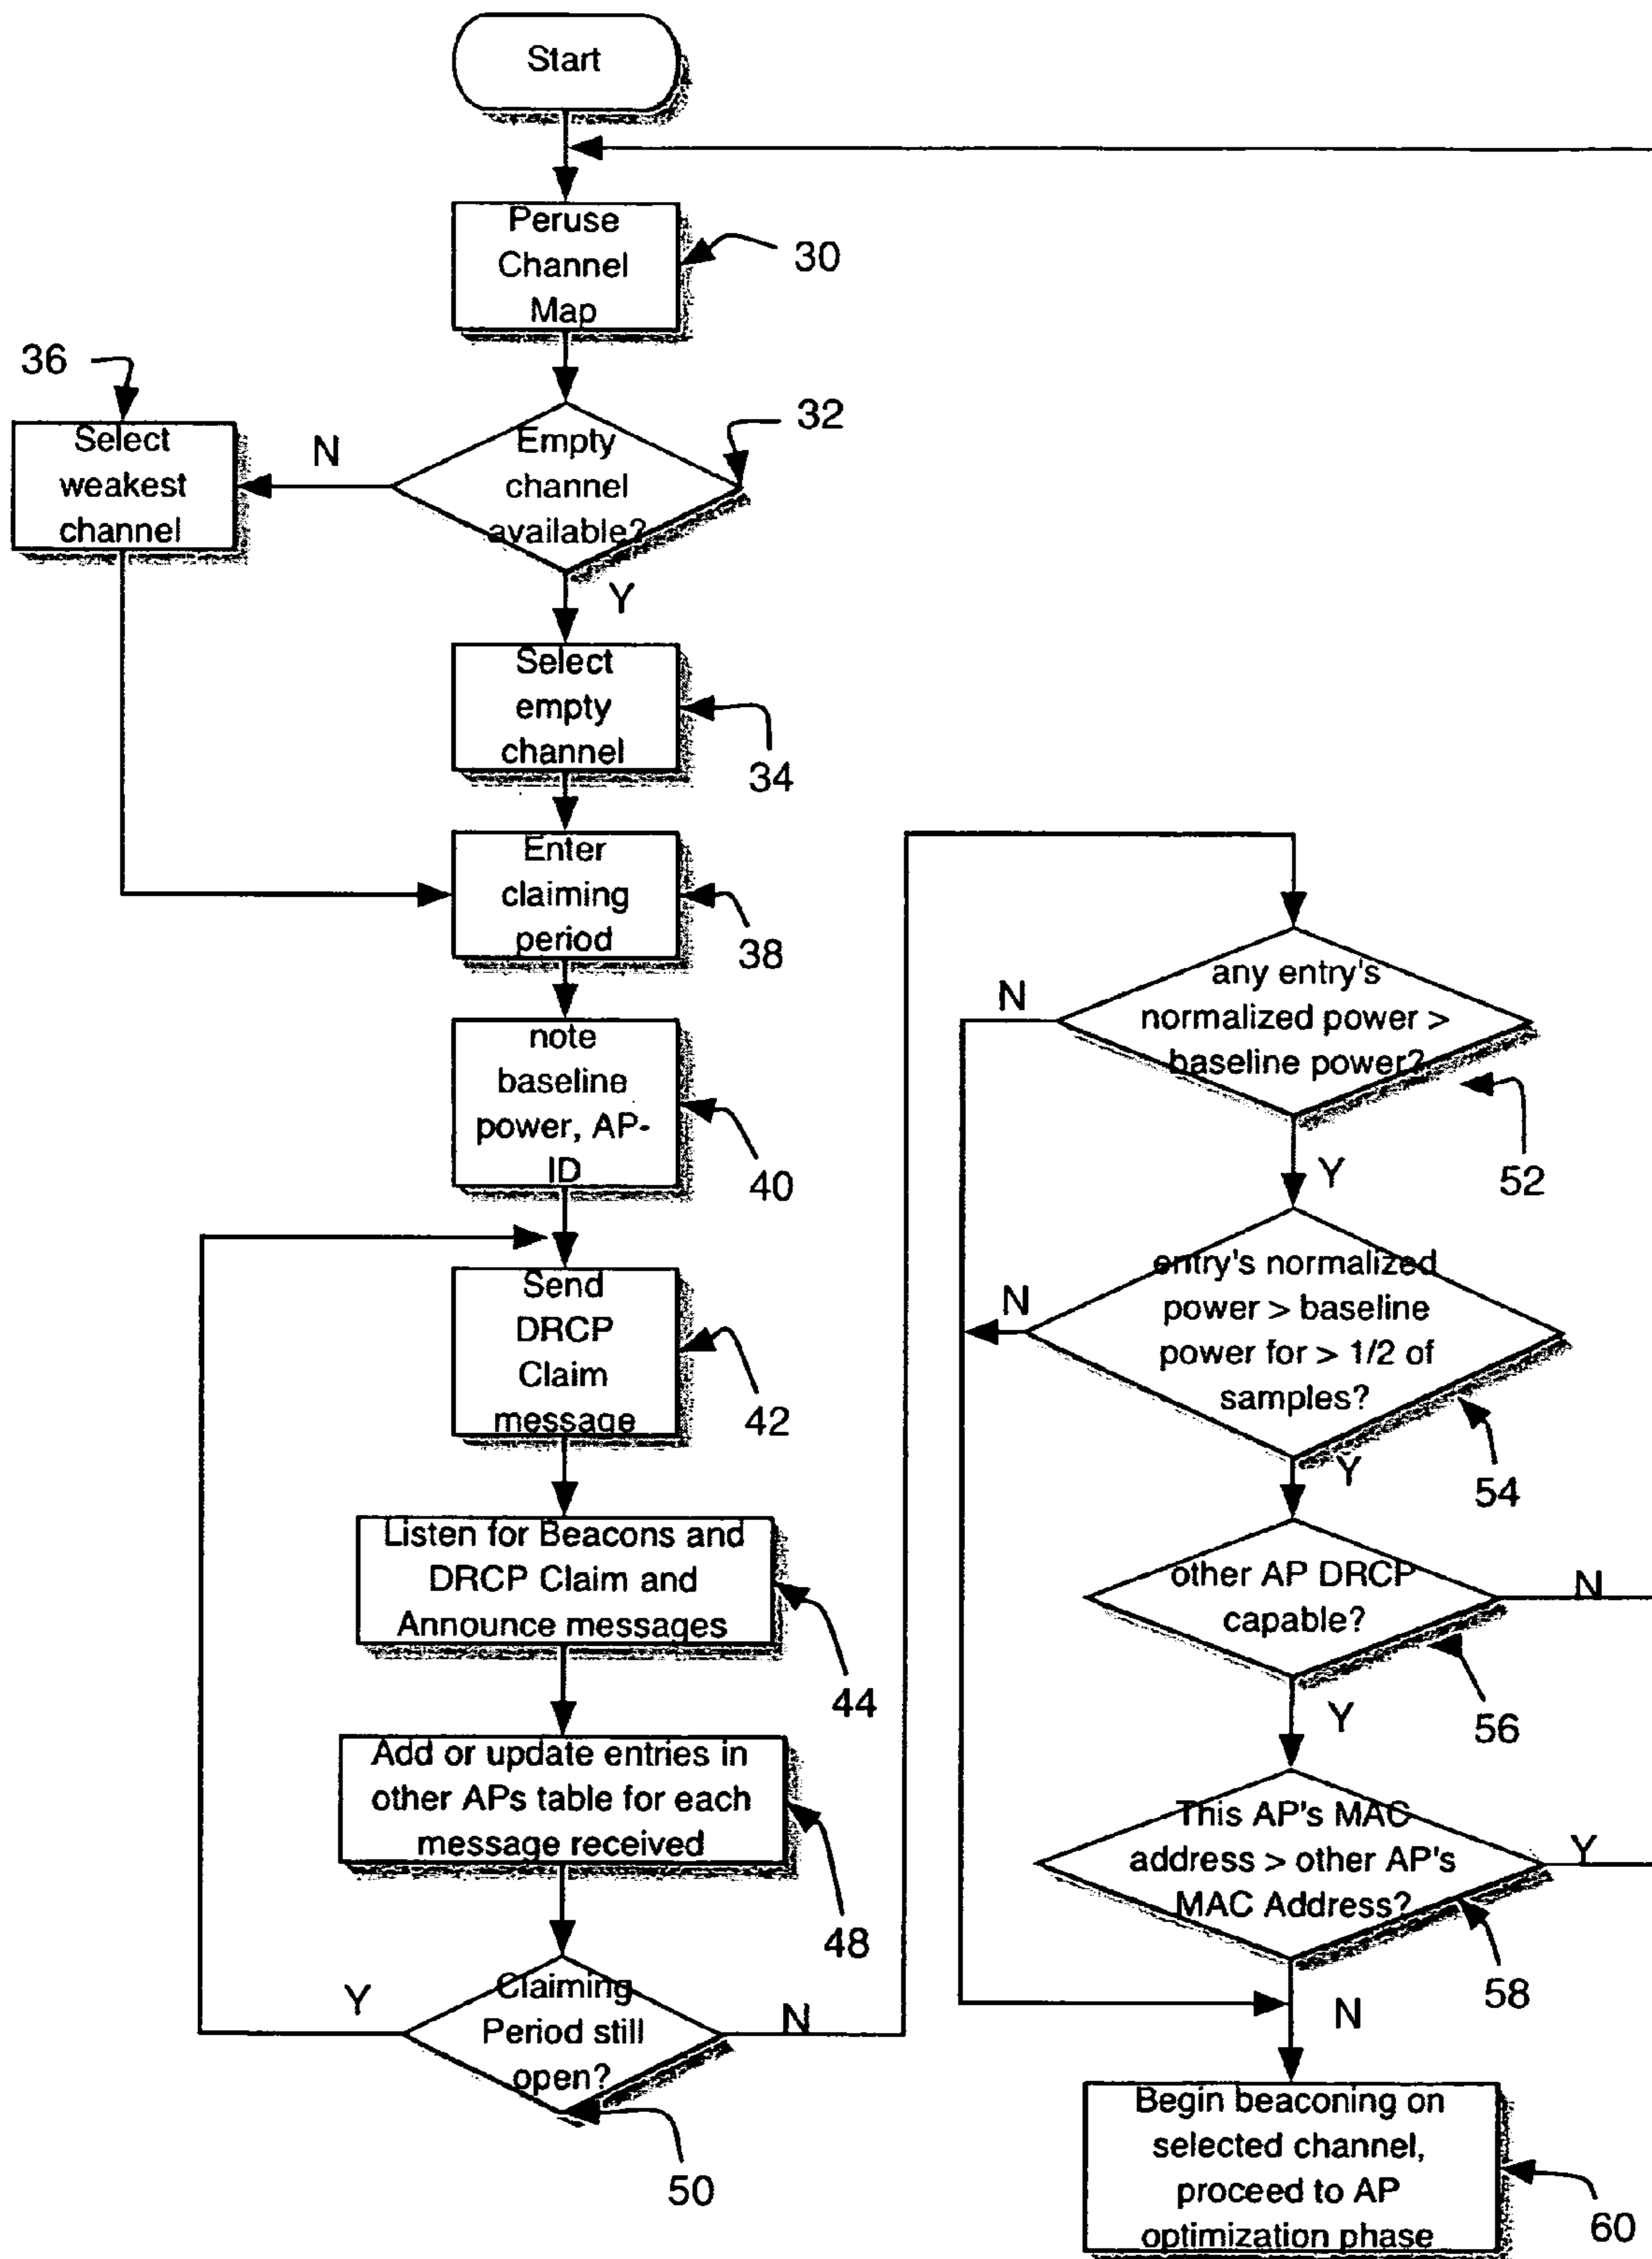 Start
Peruse
Channel
Map
30
36
Select
weakest
channel
N
Empty
channel
available?
32
Y
Select
empty
channel
34
Enter
claiming
period
38
note
baseline
power, AP-
ID
40
Send
DRCP
Claim
message
42
Listen for Beacons and
DRCP Claim and
Announce messages
44
Add or update entries in
other APs table for each
message received
48
Y
Claiming
Period still
open?
N
50
any entry's
normalized power >
baseline power?
N
52
Y
entry's normalized
power > baseline
power for > 1/2 of
samples?
N
54
Y
other AP DRCP
capable?
N
56
Y
This AP's MAC
address > other AP's
MAC Address?
Y
58
N
Begin beaconing on
selected channel,
proceed to AP
optimization phase
60